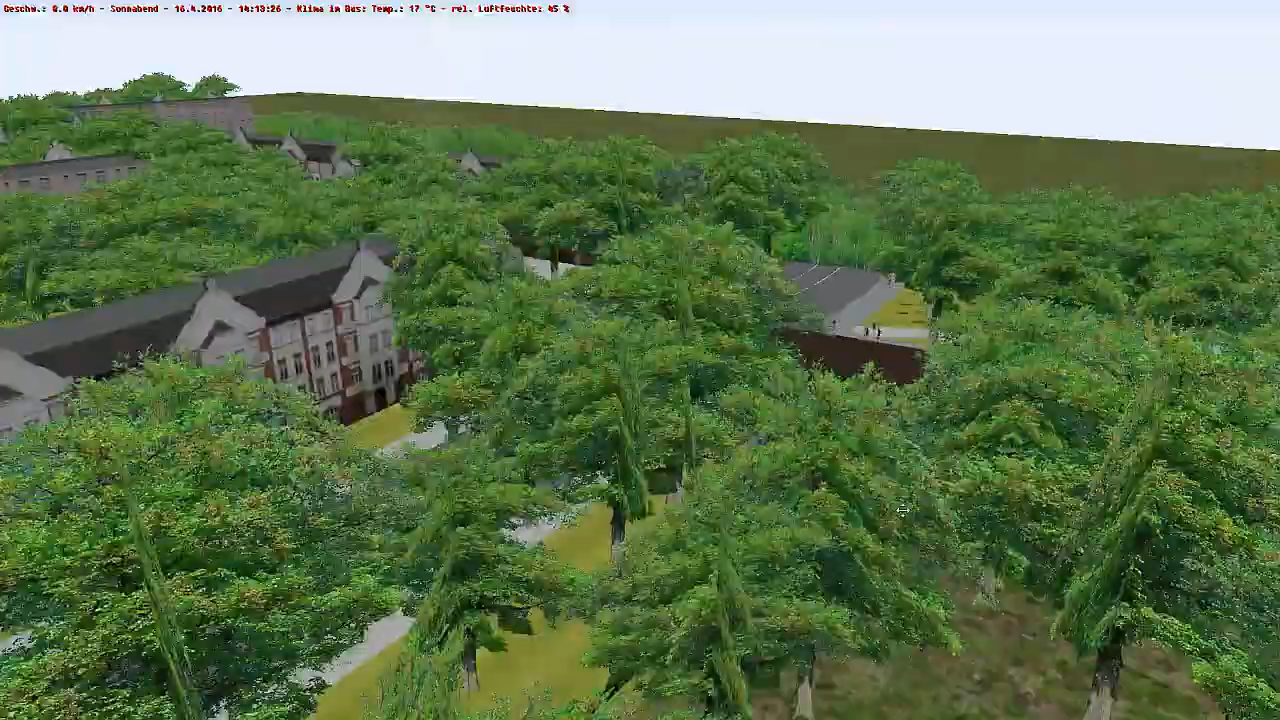 Geschw.: 0.0 km/h - Sonnabend - 16.4.2016 - 14:13:26 - Klima im Bus: Temp.: 17 °C - rel. Luftfeuchte: 45 %